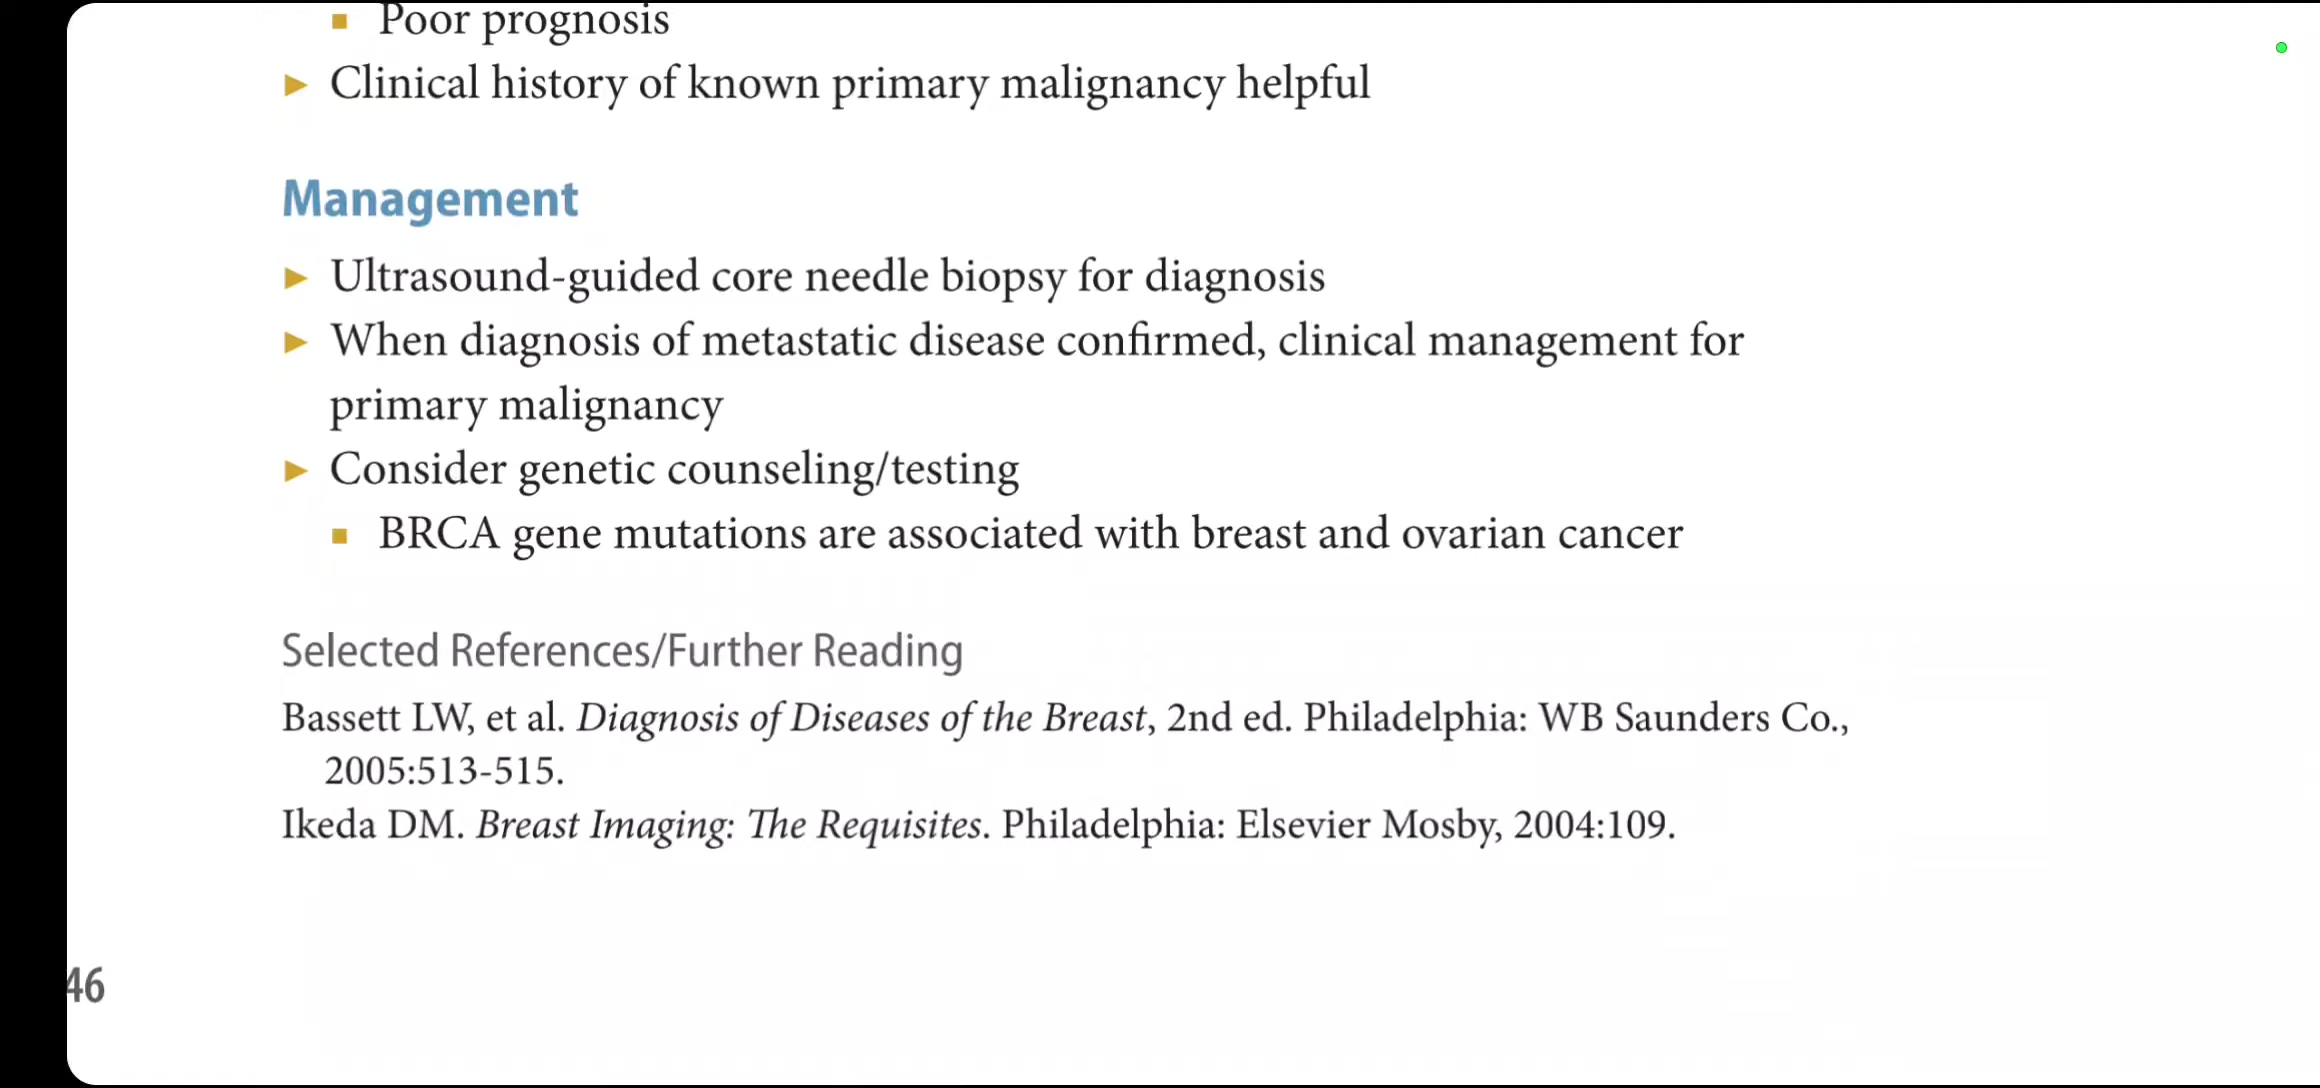 ■ Poor prognosis
► Clinical history of known primary malignancy helpful
Management
► Ultrasound-guided core needle biopsy for diagnosis
► When diagnosis of metastatic disease confirmed, clinical management for
primary malignancy
► Consider genetic counseling/testing
■ BRCA gene mutations are associated with breast and ovarian cancer
Selected References/Further Reading
Bassett LW, et al. Diagnosis of Diseases of the Breast, 2nd ed. Philadelphia: WB Saunders Co.,
2005:513-515.
Ikeda DM. Breast Imaging: The Requisites. Philadelphia: Elsevier Mosby, 2004:109.
46